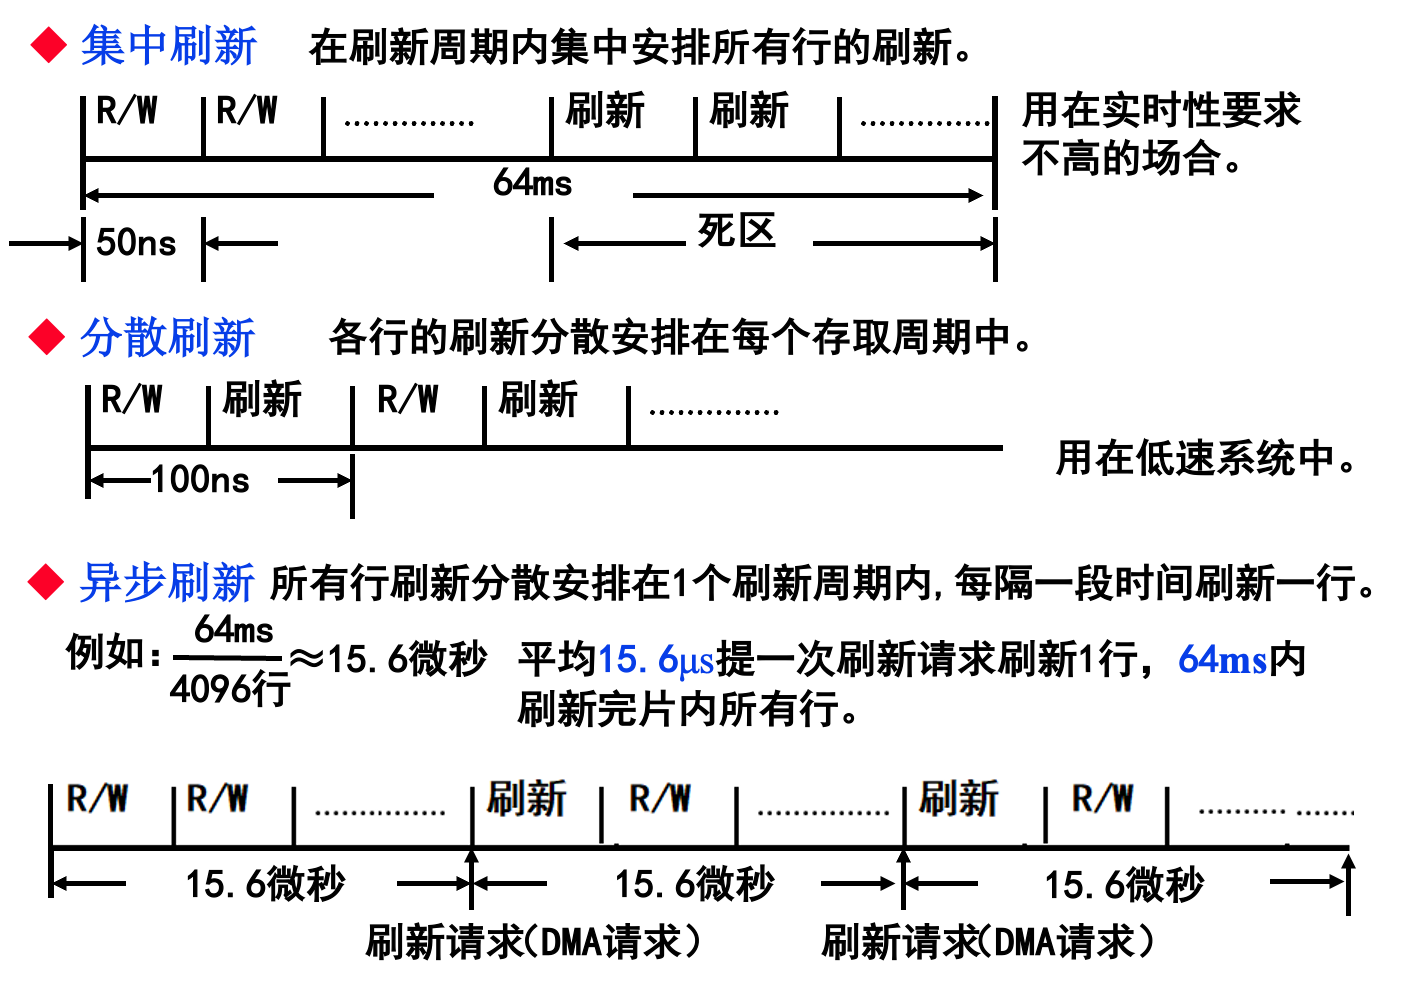 ◆ 集中刷新 在刷新周期内集中安排所有行的刷新。
R/W R/W .............. 刷新 刷新 ..............
用在实时性要求
不高的场合。
64ms
50ns 死区
◆ 分散刷新 各行的刷新分散安排在每个存取周期中。
R/W 刷新 R/W 刷新 ..............
用在低速系统中。
100ns
◆ 异步刷新 所有行刷新分散安排在1个刷新周期内,每隔一段时间刷新一行。
例如: 64ms/4096行 ≈15.6微秒 平均15.6μs提一次刷新请求刷新1行，64ms内
刷新完片内所有行。
R/W R/W .............. 刷新 R/W .............. 刷新 R/W .......... .......
15.6微秒 15.6微秒 15.6微秒
刷新请求(DMA请求) 刷新请求(DMA请求)